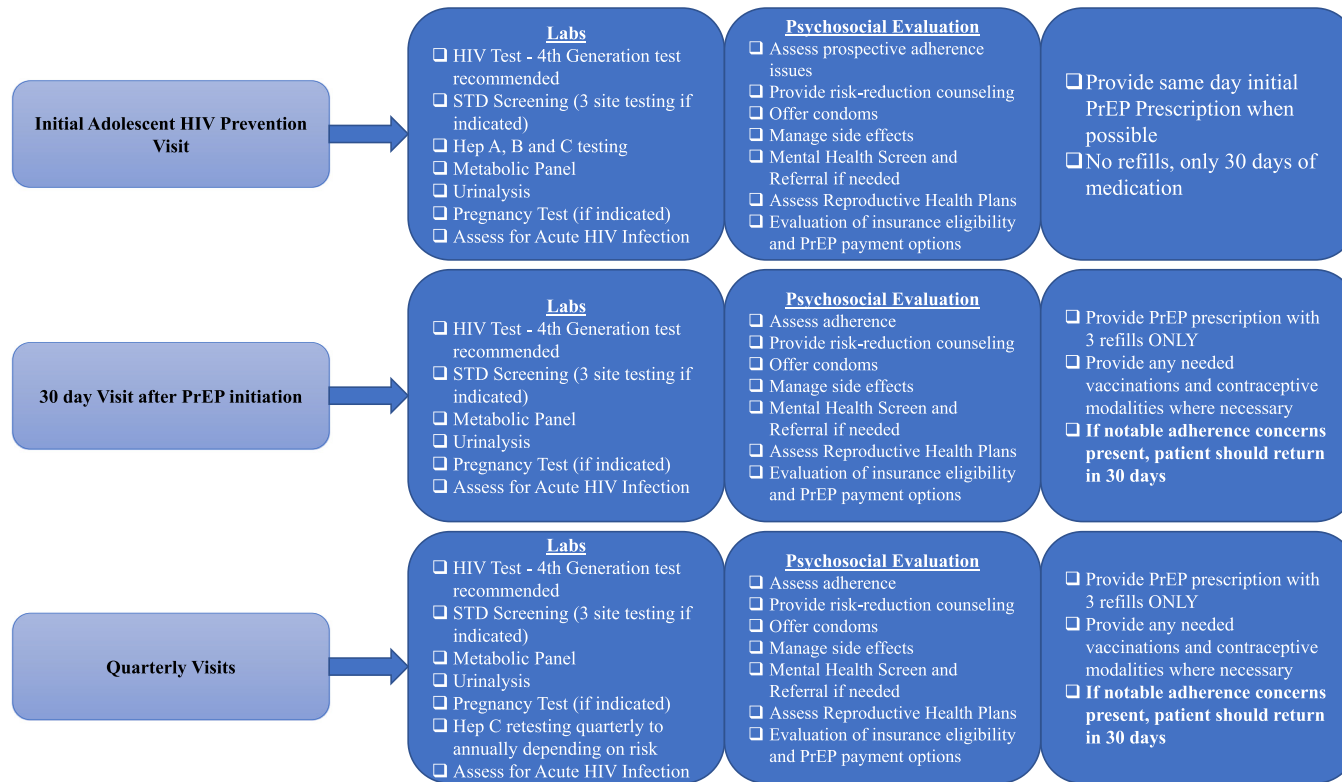 Initial Adolescent HIV Prevention
Visit
Labs
❑ HIV Test - 4th Generation test
recommended
❑ STD Screening (3 site testing if
indicated)
❑ Hep A, B and C testing
❑ Metabolic Panel
❑ Urinalysis
❑ Pregnancy Test (if indicated)
❑ Assess for Acute HIV Infection
Psychosocial Evaluation
❑ Assess prospective adherence
issues
❑ Provide risk-reduction counseling
❑ Offer condoms
❑ Manage side effects
❑ Mental Health Screen and
Referral if needed
❑ Assess Reproductive Health Plans
❑ Evaluation of insurance eligibility
and PrEP payment options
❑ Provide same day initial
PrEP Prescription when
possible
❑ No refills, only 30 days of
medication
30 day Visit after PrEP initiation
Labs
❑ HIV Test - 4th Generation test
recommended
❑ STD Screening (3 site testing if
indicated)
❑ Metabolic Panel
❑ Urinalysis
❑ Pregnancy Test (if indicated)
❑ Assess for Acute HIV Infection
Psychosocial Evaluation
❑ Assess adherence
❑ Provide risk-reduction counseling
❑ Offer condoms
❑ Manage side effects
❑ Mental Health Screen and
Referral if needed
❑ Assess Reproductive Health Plans
❑ Evaluation of insurance eligibility
and PrEP payment options
❑ Provide PrEP prescription with
3 refills ONLY
❑ Provide any needed
vaccinations and contraceptive
modalities where necessary
❑ If notable adherence concerns
present, patient should return
in 30 days
Quarterly Visits
Labs
❑ HIV Test - 4th Generation test
recommended
❑ STD Screening (3 site testing if
indicated)
❑ Metabolic Panel
❑ Urinalysis
❑ Pregnancy Test (if indicated)
❑ Hep C retesting quarterly to
annually depending on risk
❑ Assess for Acute HIV Infection
Psychosocial Evaluation
❑ Assess adherence
❑ Provide risk-reduction counseling
❑ Offer condoms
❑ Manage side effects
❑ Mental Health Screen and
Referral if needed
❑ Assess Reproductive Health Plans
❑ Evaluation of insurance eligibility
and PrEP payment options
❑ Provide PrEP prescription with
3 refills ONLY
❑ Provide any needed
vaccinations and contraceptive
modalities where necessary
❑ If notable adherence concerns
present, patient should return
in 30 days